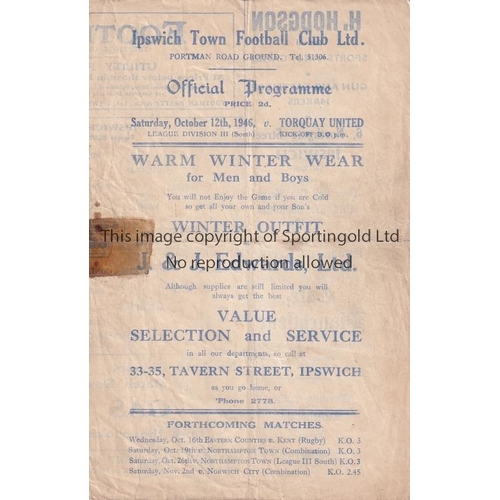 Ipswich Town Football Club Ltd.
PORTMAN ROAD GROUND. Tel. 51306.
Official Programme
PRICE 2d.
Saturday, October 12th, 1946, v. TORQUAY UNITED
LEAGUE DIVISION III (South) KICK-OFF 3.0 p.m.
WARM WINTER WEAR
for Men and Boys
You will not Enjoy the Game if you are Cold
so get all your own and your Son's
WINTER OUTFIT
This image copyright of Sportingold Ltd
J. & J. Edwards, Ltd.
No reproduction allowed
Although supplies are still limited you will
always get the best
VALUE
SELECTION and SERVICE
in all our departments, so call at
33-35, TAVERN STREET, IPSWICH
as you go home, or
'Phone 2778.
FORTHCOMING MATCHES
Wednesday, Oct. 16th EASTERN COUNTIES v. KENT (Rugby) K.O. 3
Saturday, Oct. 19th v. NORTHAMPTON TOWN (Combination) K.O. 3
Saturday, Oct. 26th v. NORTHAMPTON TOWN (League III South) K.O. 3
Saturday, Nov. 2nd v. NORWICH CITY (Combination) K.O. 2.45